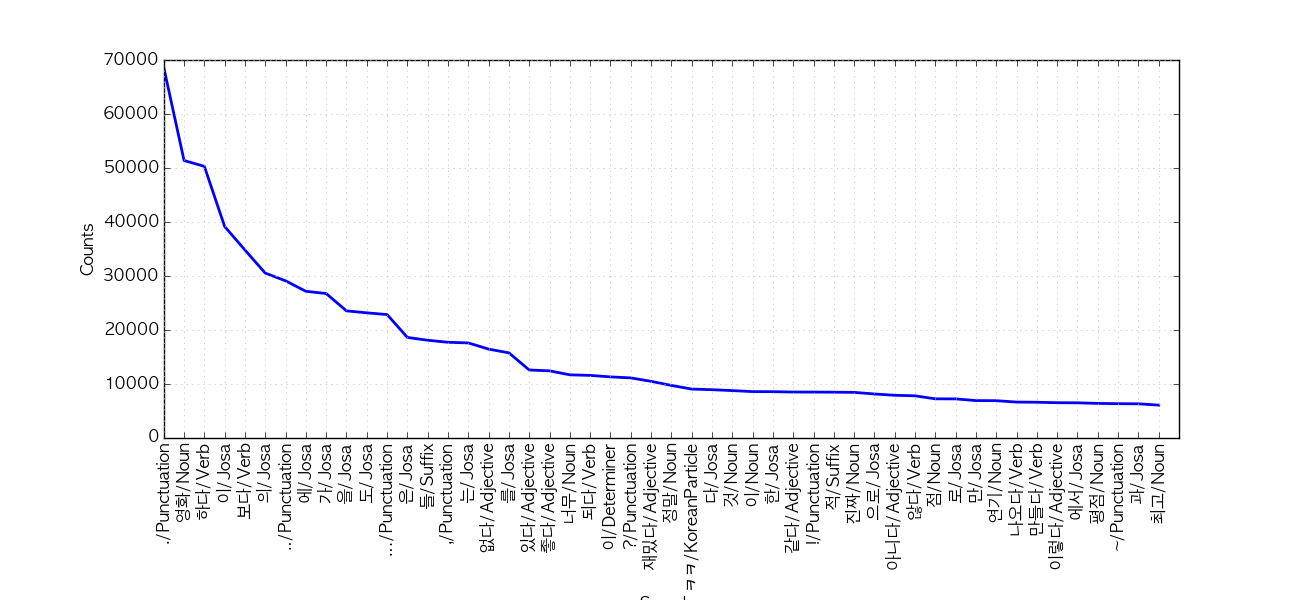 70000
60000
50000
40000
30000
20000
10000
0
Counts
./Punctuation
영화/Noun
하다/Verb
이/Josa
보다/Verb
의/Josa
../Punctuation
에/Josa
가/Josa
을/Josa
도/Josa
.../Punctuation
은/Josa
들/Suffix
,/Punctuation
는/Josa
없다/Adjective
를/Josa
있다/Adjective
좋다/Adjective
너무/Noun
되다/Verb
이/Determiner
?/Punctuation
재밌다/Adjective
정말/Noun
ㅋㅋ/KoreanParticle
다/Josa
것/Noun
이/Noun
한/Josa
같다/Adjective
!/Punctuation
적/Suffix
진짜/Noun
으로/Josa
아니다/Adjective
않다/Verb
점/Noun
로/Josa
만/Josa
연기/Noun
나오다/Verb
만들다/Verb
이렇다/Adjective
에서/Josa
평점/Noun
~/Punctuation
과/Josa
최고/Noun